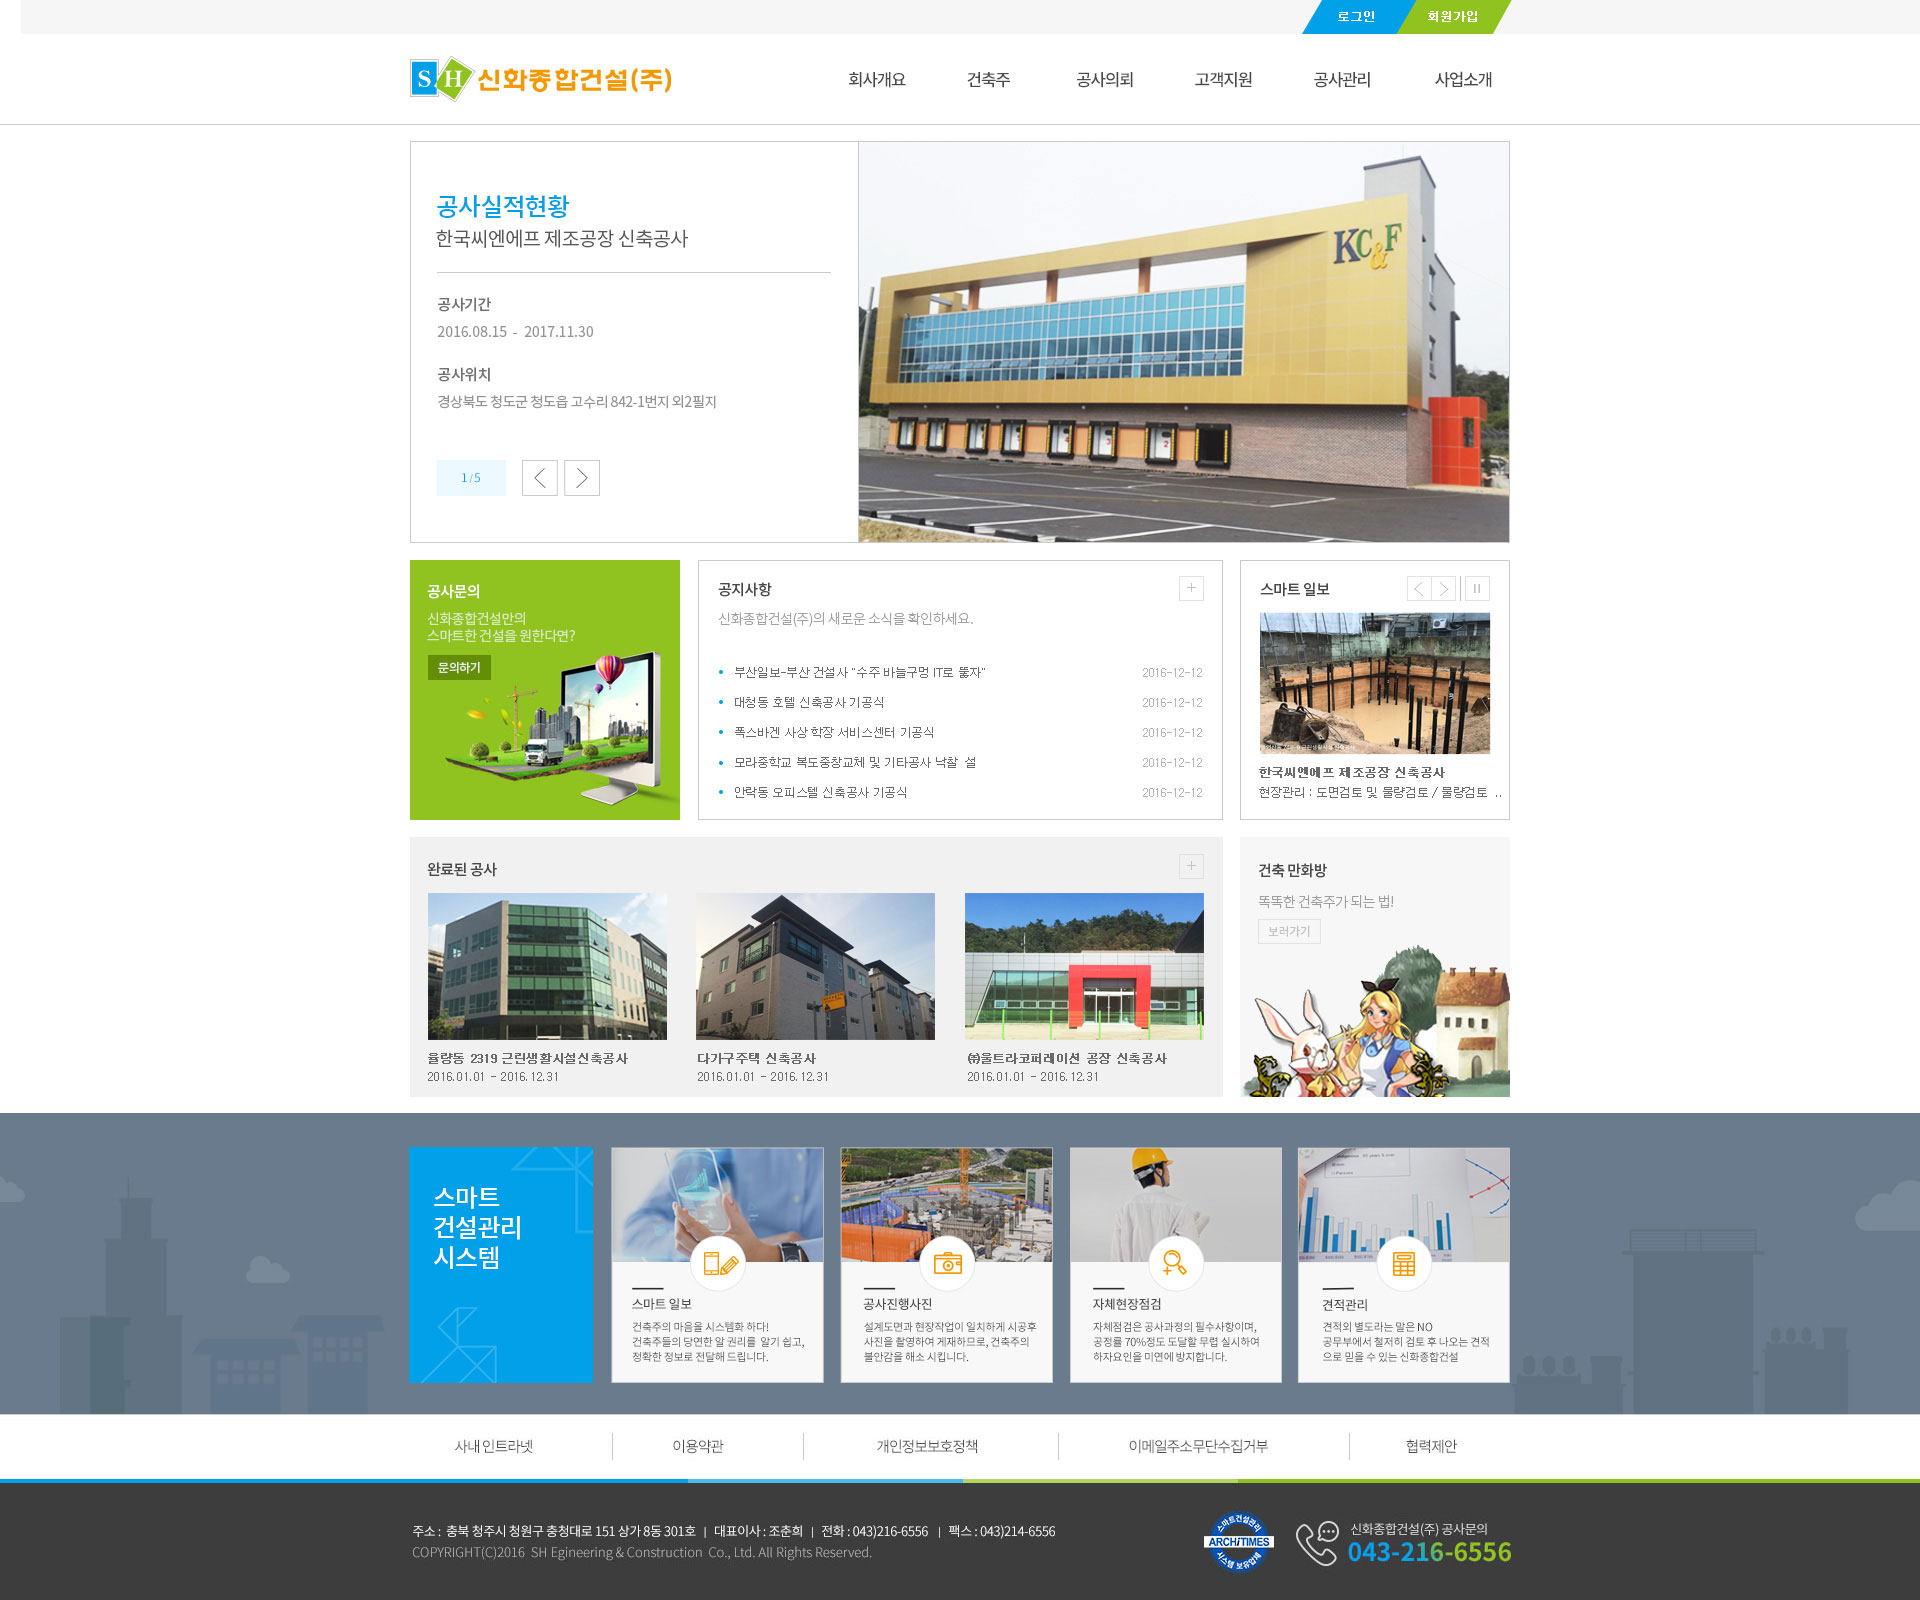 로그인
회원가입
SH 신화종합건설(주)
회사개요
건축주
공사의뢰
고객지원
공사관리
사업소개
공사실적현황
한국씨엔에프 제조공장 신축공사
공사기간
2016.08.15 - 2017.11.30
공사위치
경상북도 청도군 청도읍 고수리 842-1번지 외2필지
1 / 5
KC&F
4
3
2
공사문의
신화종합건설만의
스마트한 건설을 원한다면?
문의하기
공지사항
신화종합건설(주)의 새로운 소식을 확인하세요.
부산일보-부산 건설사 "수주 바늘구멍 IT로 뚫자" 2016-12-12
대청동 호텔 신축공사 기공식 2016-12-12
폭스바겐 사상 학장 서비스센터 기공식 2016-12-12
모라중학교 복도중창교체 및 기타공사 낙찰 설 2016-12-12
안락동 오피스텔 신축공사 기공식 2016-12-12
스마트 일보
한국씨엔에프 제조공장 신축공사
현장관리 : 도면검토 및 물량검토 / 물량검토 ..
완료된 공사
율량동 2319 근린생활시설신축공사
2016.01.01 - 2016.12.31
다가구주택 신축공사
2016.01.01 - 2016.12.31
㈜울트라코퍼레이션 공장 신축공사
2016.01.01 - 2016.12.31
건축 만화방
똑똑한 건축주가 되는 법!
보러가기
스마트
건설관리
시스템
스마트 일보
건축주의 마음을 시스템화 하다!
건축주들의 당연한 알 권리를 알기 쉽고,
정확한 정보로 전달해 드립니다.
공사진행사진
설계도면과 현장작업이 일치하게 시공후
사진을 촬영하여 게재하므로, 건축주의
불안감을 해소 시킵니다.
자체현장점검
자체점검은 공사과정의 필수사항이며,
공정률 70%정도 도달할 무렵 실시하여
하자요인을 미연에 방지합니다.
견적관리
견적외 별도라는 말은 NO
공무부에서 철저히 검토 후 나오는 견적
으로 믿을 수 있는 신화종합건설
사내 인트라넷
이용약관
개인정보보호정책
이메일주소무단수집거부
협력제안
주소 : 충북 청주시 청원구 충청대로 151 상가 8동 301호 | 대표이사 : 조춘희 | 전화 : 043)216-6556 | 팩스 : 043)214-6556
COPYRIGHT(C)2016 SH Egineering & Construction Co., Ltd. All Rights Reserved.
스마트건설관리
ARCHITIMES
시스템 보유업체
신화종합건설(주) 공사문의
043-216-6556